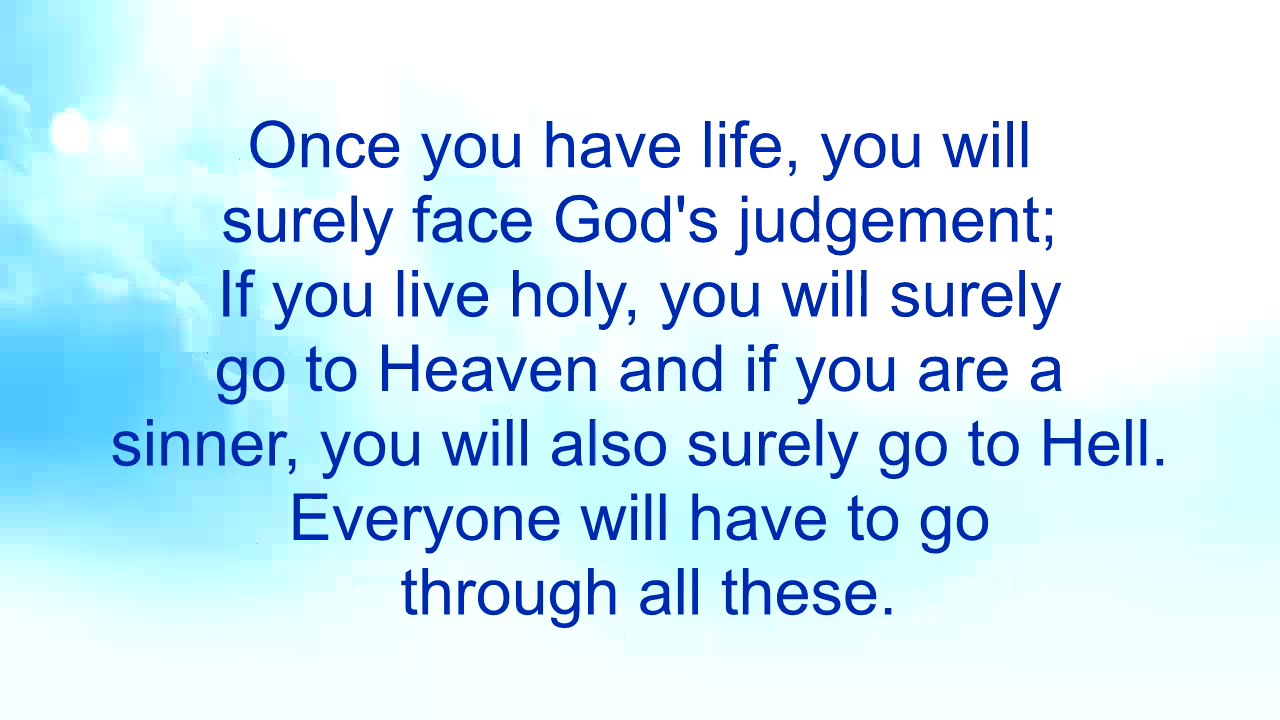 Once you have life, you will
surely face God's judgement;
If you live holy, you will surely
go to Heaven and if you are a
sinner, you will also surely go to Hell.
Everyone will have to go
through all these.